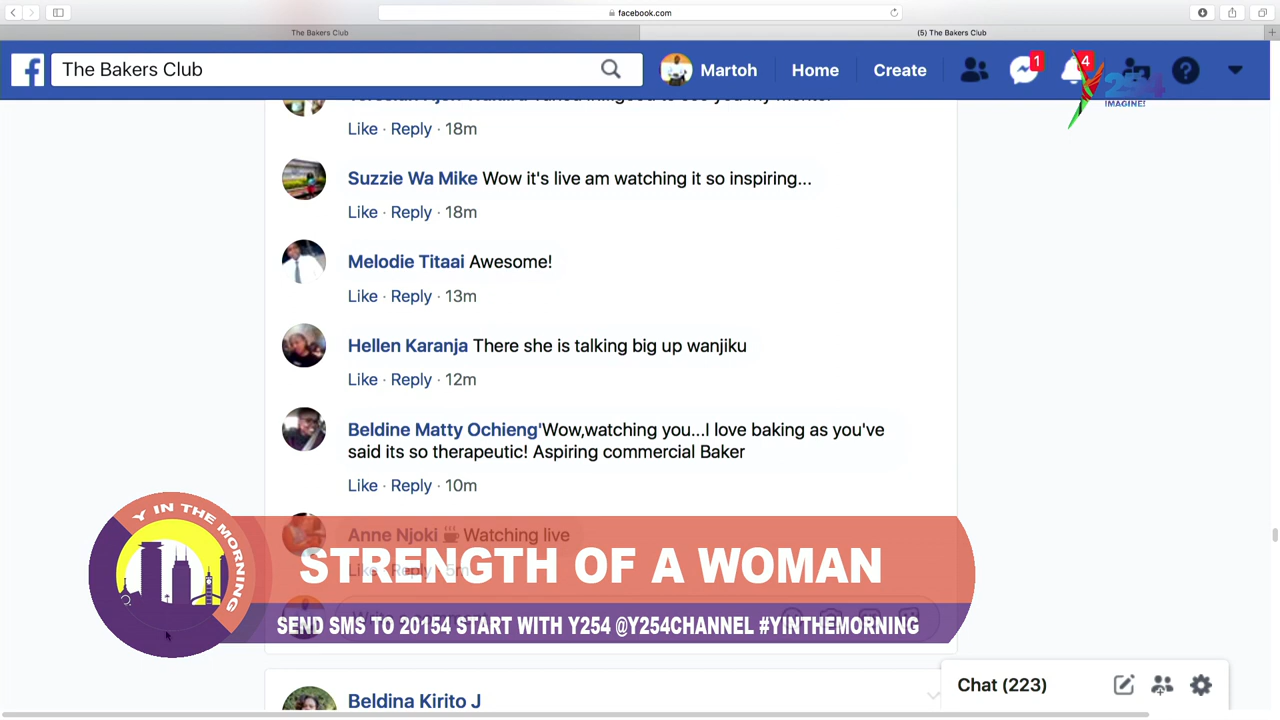 facebook.com
The Bakers Club
(5) The Bakers Club
The Bakers Club
Martoh
Home
Create
1
4
254
IMAGINE!
Like · Reply · 18m
Suzzie Wa Mike Wow it's live am watching it so inspiring...
Like · Reply · 18m
Melodie Titaai Awesome!
Like · Reply · 13m
Hellen Karanja There she is talking big up wanjiku
Like · Reply · 12m
Beldine Matty Ochieng'Wow,watching you...I love baking as you've
said its so therapeutic! Aspiring commercial Baker
Like · Reply · 10m
Anne Njoki ☕ Watching live
Like · Reply · 5m
Y IN THE MORNING
STRENGTH OF A WOMAN
SEND SMS TO 20154 START WITH Y254 @Y254CHANNEL #YINTHEMORNING
Beldina Kirito J
Chat (223)